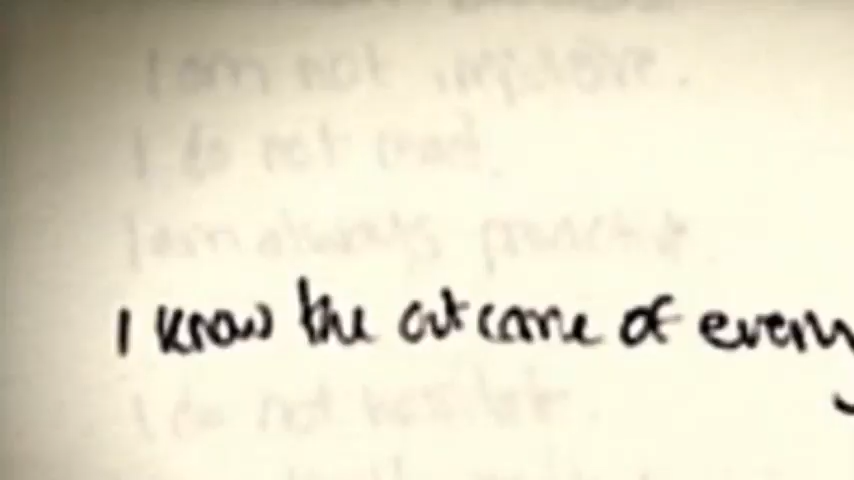 I am not impulsive.
I do not
I am always punctual.
I know the outcome of every
I do not hesitate.